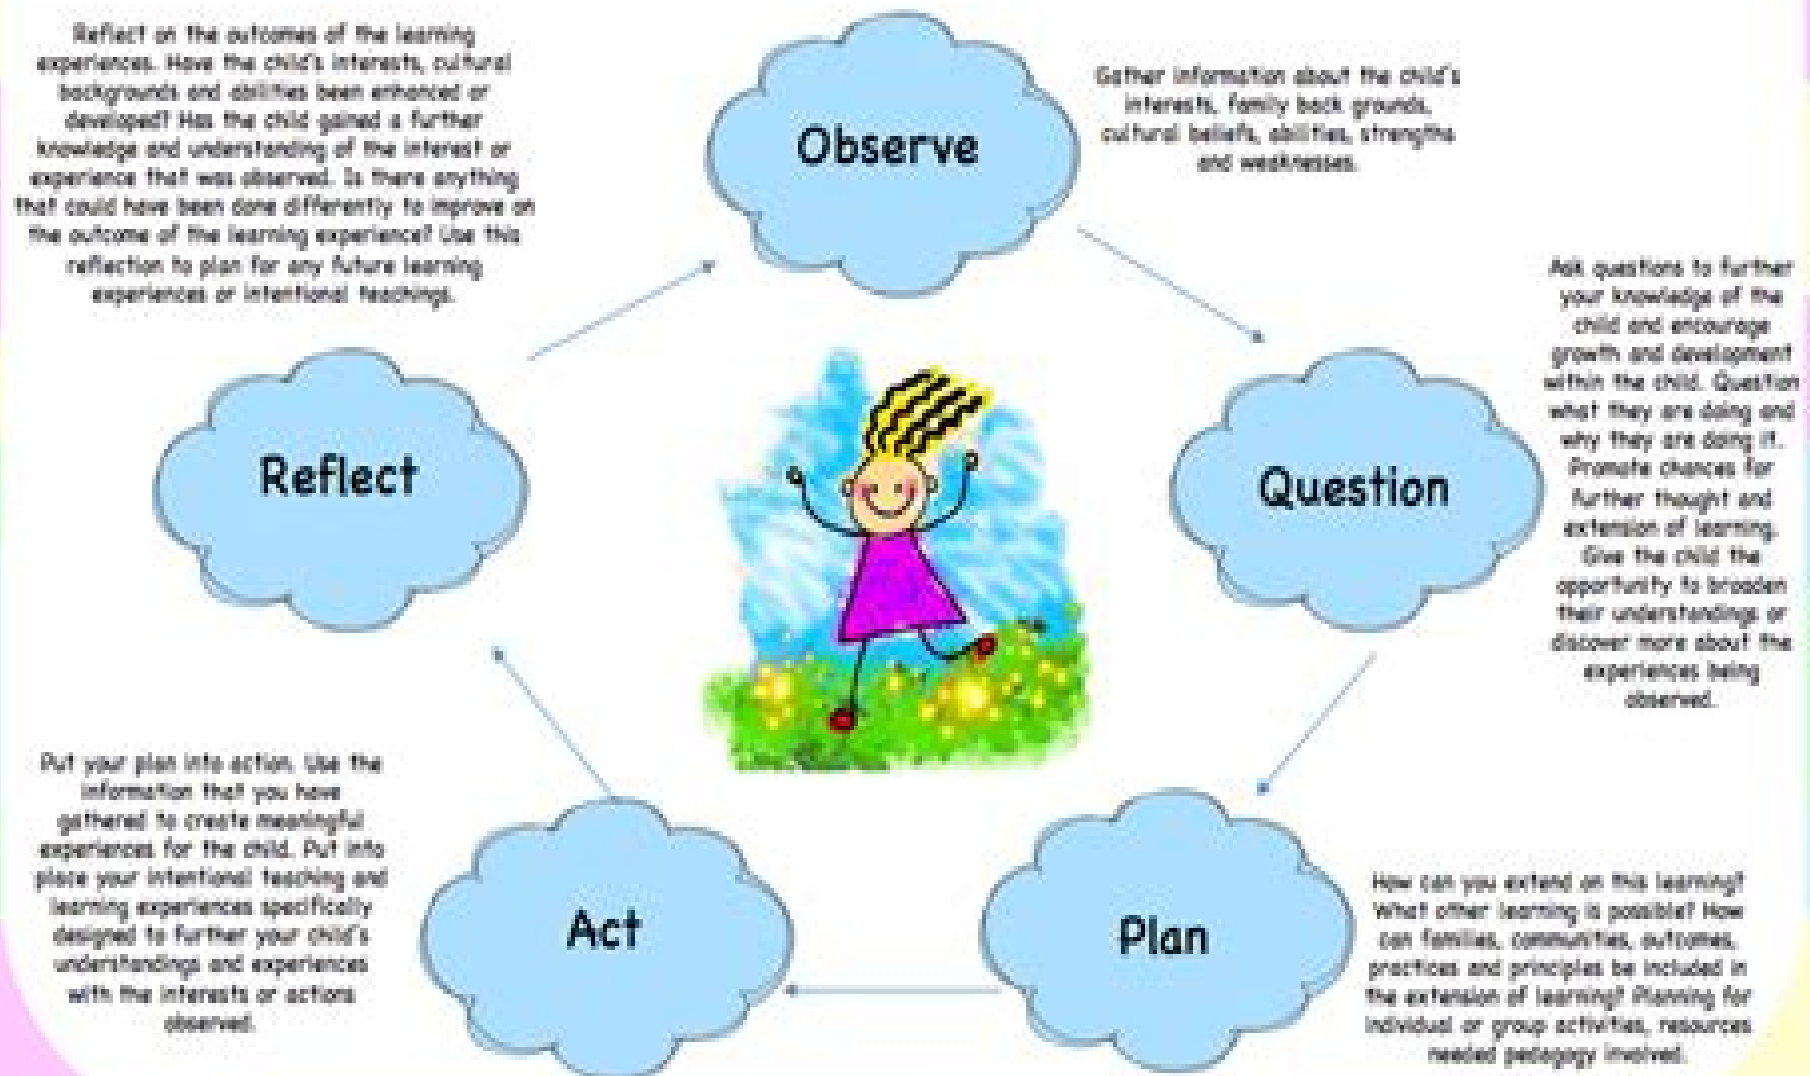 Observe
Gather information about the child's
interests, family back grounds,
cultural beliefs, abilities, strengths
and weaknesses.
Question
Ask questions to further
your knowledge of the
child and encourage
growth and development
within the child. Question
what they are doing and
why they are doing it.
Promote chances for
further thought and
extension of learning.
Give the child the
opportunity to broaden
their understandings or
discover more about the
experiences being
observed.
Plan
How can you extend on this learning?
What other learning is possible? How
can families, communities, outcomes,
practices and principles be included in
the extension of learning? Planning for
individual or group activities, resources
needed pedagogy involved.
Act
Put your plan into action. Use the
information that you have
gathered to create meaningful
experiences for the child. Put into
place your intentional teaching and
learning experiences specifically
designed to further your child's
understandings and experiences
with the interests or actions
observed.
Reflect
Reflect on the outcomes of the learning
experiences. Have the child's interests, cultural
backgrounds and abilities been enhanced or
developed? Has the child gained a further
knowledge and understanding of the interest or
experience that was observed. Is there anything
that could have been done differently to improve on
the outcome of the learning experience? Use this
reflection to plan for any future learning
experiences or intentional teachings.